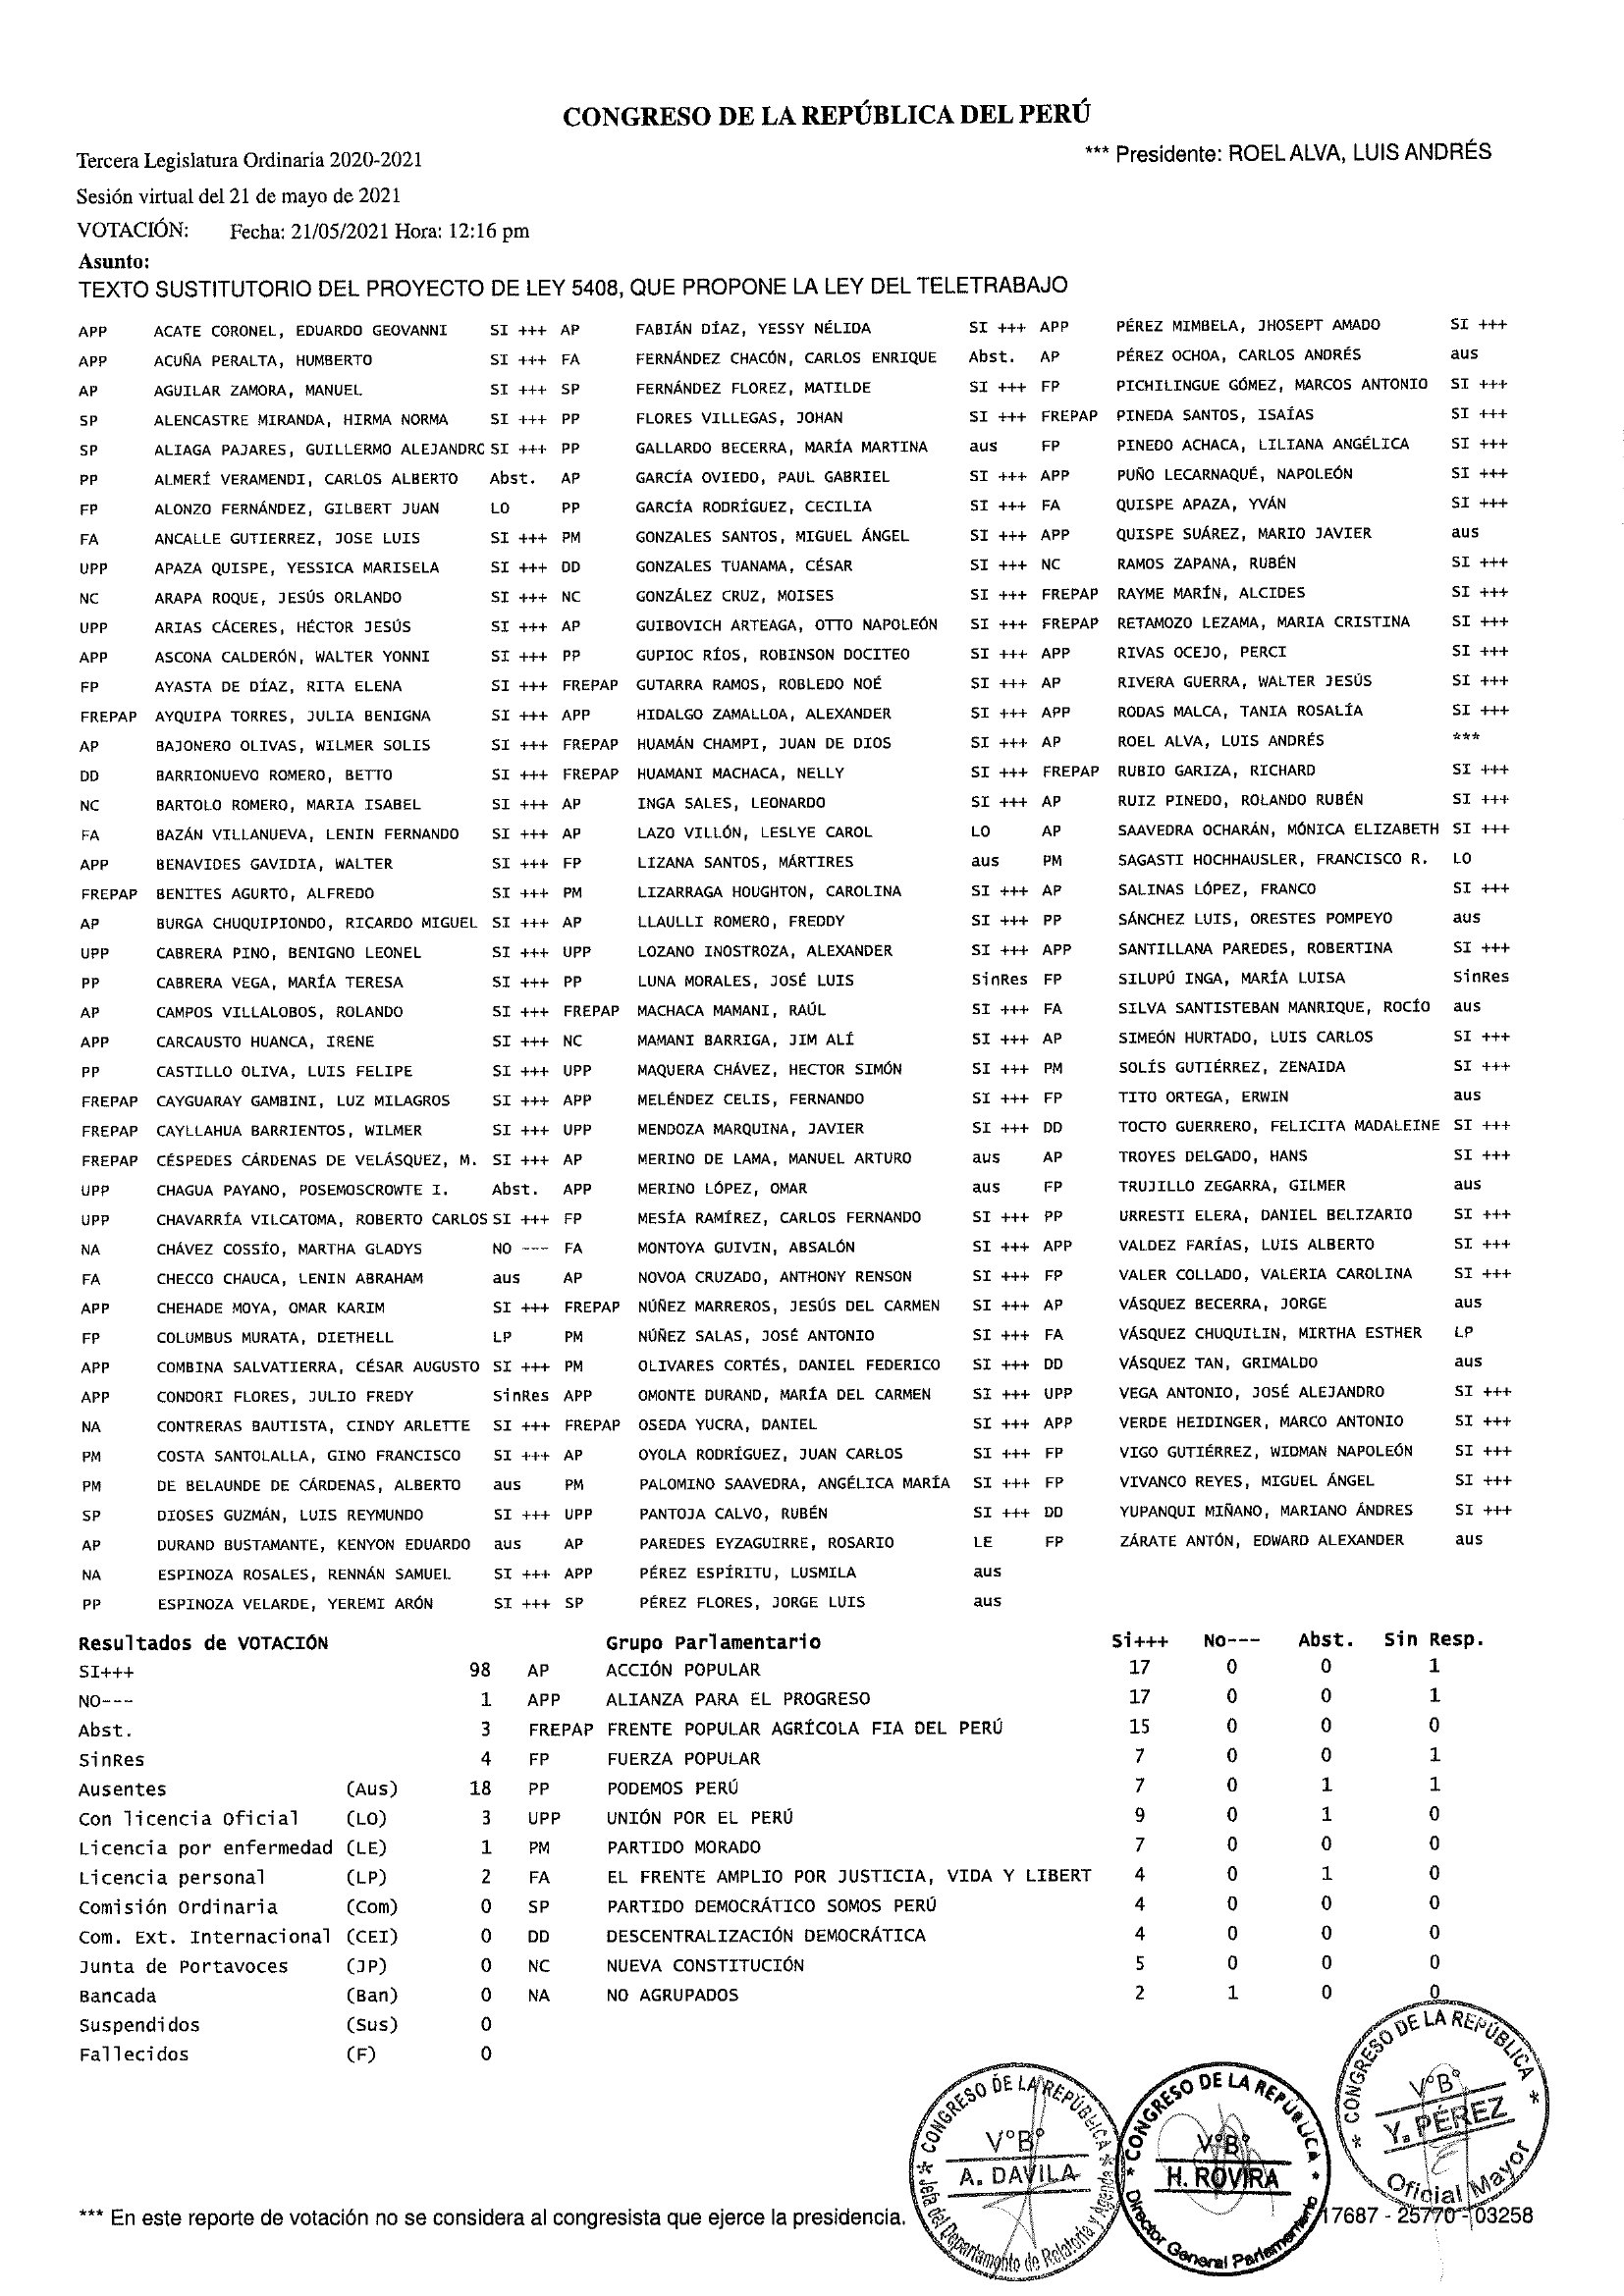 CONGRESO DE LA REPÚBLICA DEL PERÚ
Tercera Legislatura Ordinaria 2020-2021
*** Presidente: ROEL ALVA, LUIS ANDRÉS
Sesión virtual del 21 de mayo de 2021
VOTACIÓN: Fecha: 21/05/2021 Hora: 12:16 pm
Asunto:
TEXTO SUSTITUTORIO DEL PROYECTO DE LEY 5408, QUE PROPONE LA LEY DEL TELETRABAJO
APP ACATE CORONEL, EDUARDO GEOVANNI SI +++ AP FABIÁN DÍAZ, YESSY NÉLIDA SI +++ APP PÉREZ MIMBELA, JHOSEPT AMADO SI +++
APP ACUÑA PERALTA, HUMBERTO SI +++ FA FERNÁNDEZ CHACÓN, CARLOS ENRIQUE Abst. AP PÉREZ OCHOA, CARLOS ANDRÉS aus
AP AGUILAR ZAMORA, MANUEL SI +++ SP FERNÁNDEZ FLOREZ, MATILDE SI +++ FP PICHILINGUE GÓMEZ, MARCOS ANTONIO SI +++
SP ALENCASTRE MIRANDA, HIRMA NORMA SI +++ PP FLORES VILLEGAS, JOHAN SI +++ FREPAP PINEDA SANTOS, ISAÍAS SI +++
SP ALIAGA PAJARES, GUILLERMO ALEJANDRO SI +++ PP GALLARDO BECERRA, MARÍA MARTINA aus FP PINEDO ACHACA, LILIANA ANGÉLICA SI +++
PP ALMERÍ VERAMENDI, CARLOS ALBERTO Abst. AP GARCÍA OVIEDO, PAUL GABRIEL SI +++ APP PUÑO LECARNAQUÉ, NAPOLEÓN SI +++
FP ALONZO FERNÁNDEZ, GILBERT JUAN LO PP GARCÍA RODRÍGUEZ, CECILIA SI +++ FA QUISPE APAZA, YVÁN SI +++
FA ANCALLE GUTIERREZ, JOSE LUIS SI +++ PM GONZALES SANTOS, MIGUEL ÁNGEL SI +++ APP QUISPE SUÁREZ, MARIO JAVIER aus
UPP APAZA QUISPE, YESSICA MARISELA SI +++ DD GONZALES TUANAMA, CÉSAR SI +++ NC RAMOS ZAPANA, RUBÉN SI +++
NC ARAPA ROQUE, JESÚS ORLANDO SI +++ NC GONZÁLEZ CRUZ, MOISES SI +++ FREPAP RAYME MARÍN, ALCIDES SI +++
UPP ARIAS CÁCERES, HÉCTOR JESÚS SI +++ AP GUIBOVICH ARTEAGA, OTTO NAPOLEÓN SI +++ FREPAP RETAMOZO LEZAMA, MARIA CRISTINA SI +++
APP ASCONA CALDERÓN, WALTER YONNI SI +++ PP GUPIOC RÍOS, ROBINSON DOCITEO SI +++ APP RIVAS OCEJO, PERCI SI +++
FP AYASTA DE DÍAZ, RITA ELENA SI +++ FREPAP GUTARRA RAMOS, ROBLEDO NOÉ SI +++ AP RIVERA GUERRA, WALTER JESÚS SI +++
FREPAP AYQUIPA TORRES, JULIA BENIGNA SI +++ APP HIDALGO ZAMALLOA, ALEXANDER SI +++ APP RODAS MALCA, TANIA ROSALÍA SI +++
AP BAJONERO OLIVAS, WILMER SOLIS SI +++ FREPAP HUAMÁN CHAMPI, JUAN DE DIOS SI +++ AP ROEL ALVA, LUIS ANDRÉS ***
DD BARRIONUEVO ROMERO, BETTO SI +++ FREPAP HUAMANI MACHACA, NELLY SI +++ FREPAP RUBIO GARIZA, RICHARD SI +++
NC BARTOLO ROMERO, MARIA ISABEL SI +++ AP INGA SALES, LEONARDO SI +++ AP RUIZ PINEDO, ROLANDO RUBÉN SI +++
FA BAZÁN VILLANUEVA, LENIN FERNANDO SI +++ AP LAZO VILLÓN, LESLYE CAROL LO AP SAAVEDRA OCHARÁN, MÓNICA ELIZABETH SI +++
APP BENAVIDES GAVIDIA, WALTER SI +++ FP LIZANA SANTOS, MÁRTIRES aus PM SAGASTI HOCHHAUSLER, FRANCISCO R. LO
FREPAP BENITES AGURTO, ALFREDO SI +++ PM LIZARRAGA HOUGHTON, CAROLINA SI +++ AP SALINAS LÓPEZ, FRANCO SI +++
AP BURGA CHUQUIPIONDO, RICARDO MIGUEL SI +++ AP LLAULLI ROMERO, FREDDY SI +++ PP SÁNCHEZ LUIS, ORESTES POMPEYO aus
UPP CABRERA PINO, BENIGNO LEONEL SI +++ UPP LOZANO INOSTROZA, ALEXANDER SI +++ APP SANTILLANA PAREDES, ROBERTINA SI +++
PP CABRERA VEGA, MARÍA TERESA SI +++ PP LUNA MORALES, JOSÉ LUIS SinRes FP SILUPÚ INGA, MARÍA LUISA SinRes
AP CAMPOS VILLALOBOS, ROLANDO SI +++ FREPAP MACHACA MAMANI, RAÚL SI +++ FA SILVA SANTISTEBAN MANRIQUE, ROCÍO aus
APP CARCAUSTO HUANCA, IRENE SI +++ NC MAMANI BARRIGA, JIM ALÍ SI +++ AP SIMEÓN HURTADO, LUIS CARLOS SI +++
PP CASTILLO OLIVA, LUIS FELIPE SI +++ UPP MAQUERA CHÁVEZ, HECTOR SIMÓN SI +++ PM SOLÍS GUTIÉRREZ, ZENAIDA SI +++
FREPAP CAYGUARAY GAMBINI, LUZ MILAGROS SI +++ APP MELÉNDEZ CELIS, FERNANDO SI +++ FP TITO ORTEGA, ERWIN aus
FREPAP CAYLLAHUA BARRIENTOS, WILMER SI +++ UPP MENDOZA MARQUINA, JAVIER SI +++ DD TOCTO GUERRERO, FELICITA MADALEINE SI +++
FREPAP CÉSPEDES CÁRDENAS DE VELÁSQUEZ, M. SI +++ AP MERINO DE LAMA, MANUEL ARTURO aus AP TROYES DELGADO, HANS SI +++
UPP CHAGUA PAYANO, POSEMOSCROWTE I. Abst. APP MERINO LÓPEZ, OMAR aus FP TRUJILLO ZEGARRA, GILMER aus
UPP CHAVARRÍA VILCATOMA, ROBERTO CARLOS SI +++ FP MESÍA RAMÍREZ, CARLOS FERNANDO SI +++ PP URRESTI ELERA, DANIEL BELIZARIO SI +++
NA CHÁVEZ COSSÍO, MARTHA GLADYS NO --- FA MONTOYA GUIVIN, ABSALÓN SI +++ APP VALDEZ FARÍAS, LUIS ALBERTO SI +++
FA CHECCO CHAUCA, LENIN ABRAHAM aus AP NOVOA CRUZADO, ANTHONY RENSON SI +++ FP VALER COLLADO, VALERIA CAROLINA SI +++
APP CHEHADE MOYA, OMAR KARIM SI +++ FREPAP NÚÑEZ MARREROS, JESÚS DEL CARMEN SI +++ AP VÁSQUEZ BECERRA, JORGE aus
FP COLUMBUS MURATA, DIETHELL LP PM NÚÑEZ SALAS, JOSÉ ANTONIO SI +++ FA VÁSQUEZ CHUQUILIN, MIRTHA ESTHER LP
APP COMBINA SALVATIERRA, CÉSAR AUGUSTO SI +++ PM OLIVARES CORTÉS, DANIEL FEDERICO SI +++ DD VÁSQUEZ TAN, GRIMALDO aus
APP CONDORI FLORES, JULIO FREDY SinRes APP OMONTE DURAND, MARÍA DEL CARMEN SI +++ UPP VEGA ANTONIO, JOSÉ ALEJANDRO SI +++
NA CONTRERAS BAUTISTA, CINDY ARLETTE SI +++ FREPAP OSEDA YUCRA, DANIEL SI +++ APP VERDE HEIDINGER, MARCO ANTONIO SI +++
PM COSTA SANTOLALLA, GINO FRANCISCO SI +++ AP OYOLA RODRÍGUEZ, JUAN CARLOS SI +++ FP VIGO GUTIÉRREZ, WIDMAN NAPOLEÓN SI +++
PM DE BELAUNDE DE CÁRDENAS, ALBERTO aus PM PALOMINO SAAVEDRA, ANGÉLICA MARÍA SI +++ FP VIVANCO REYES, MIGUEL ÁNGEL SI +++
SP DIOSES GUZMÁN, LUIS REYMUNDO SI +++ UPP PANTOJA CALVO, RUBÉN SI +++ DD YUPANQUI MIÑANO, MARIANO ÁNDRES SI +++
AP DURAND BUSTAMANTE, KENYON EDUARDO aus AP PAREDES EYZAGUIRRE, ROSARIO LE FP ZÁRATE ANTÓN, EDWARD ALEXANDER aus
NA ESPINOZA ROSALES, RENNÁN SAMUEL SI +++ APP PÉREZ ESPÍRITU, LUSMILA aus
PP ESPINOZA VELARDE, YEREMI ARÓN SI +++ SP PÉREZ FLORES, JORGE LUIS aus
Resultados de VOTACIÓN Grupo Parlamentario Si+++ No--- Abst. Sin Resp.
SI+++ 98 AP ACCIÓN POPULAR 17 0 0 1
NO--- 1 APP ALIANZA PARA EL PROGRESO 17 0 0 1
Abst. 3 FREPAP FRENTE POPULAR AGRÍCOLA FIA DEL PERÚ 15 0 0 0
SinRes 4 FP FUERZA POPULAR 7 0 0 1
Ausentes (Aus) 18 PP PODEMOS PERÚ 7 0 1 1
Con licencia Oficial (LO) 3 UPP UNIÓN POR EL PERÚ 9 0 1 0
Licencia por enfermedad (LE) 1 PM PARTIDO MORADO 7 0 0 0
Licencia personal (LP) 2 FA EL FRENTE AMPLIO POR JUSTICIA, VIDA Y LIBERT 4 0 1 0
Comisión Ordinaria (Com) 0 SP PARTIDO DEMOCRÁTICO SOMOS PERÚ 4 0 0 0
Com. Ext. Internacional (CEI) 0 DD DESCENTRALIZACIÓN DEMOCRÁTICA 4 0 0 0
Junta de Portavoces (JP) 0 NC NUEVA CONSTITUCIÓN 5 0 0 0
Bancada (Ban) 0 NA NO AGRUPADOS 2 1 0 0
Suspendidos (Sus) 0
Fallecidos (F) 0
* CONGRESO DE LA REPÚBLICA *
V°B°
A. DAVILA
Jefa del Departamento de Relatoría y Agenda
* CONGRESO DE LA REPÚBLICA *
V°B°
H. ROVIRA
Director General Parlamentario
* CONGRESO DE LA REPÚBLICA *
V°B°
Y. PÉREZ
Oficial Mayor
*** En este reporte de votación no se considera al congresista que ejerce la presidencia.
17687 - 25770 - 03258